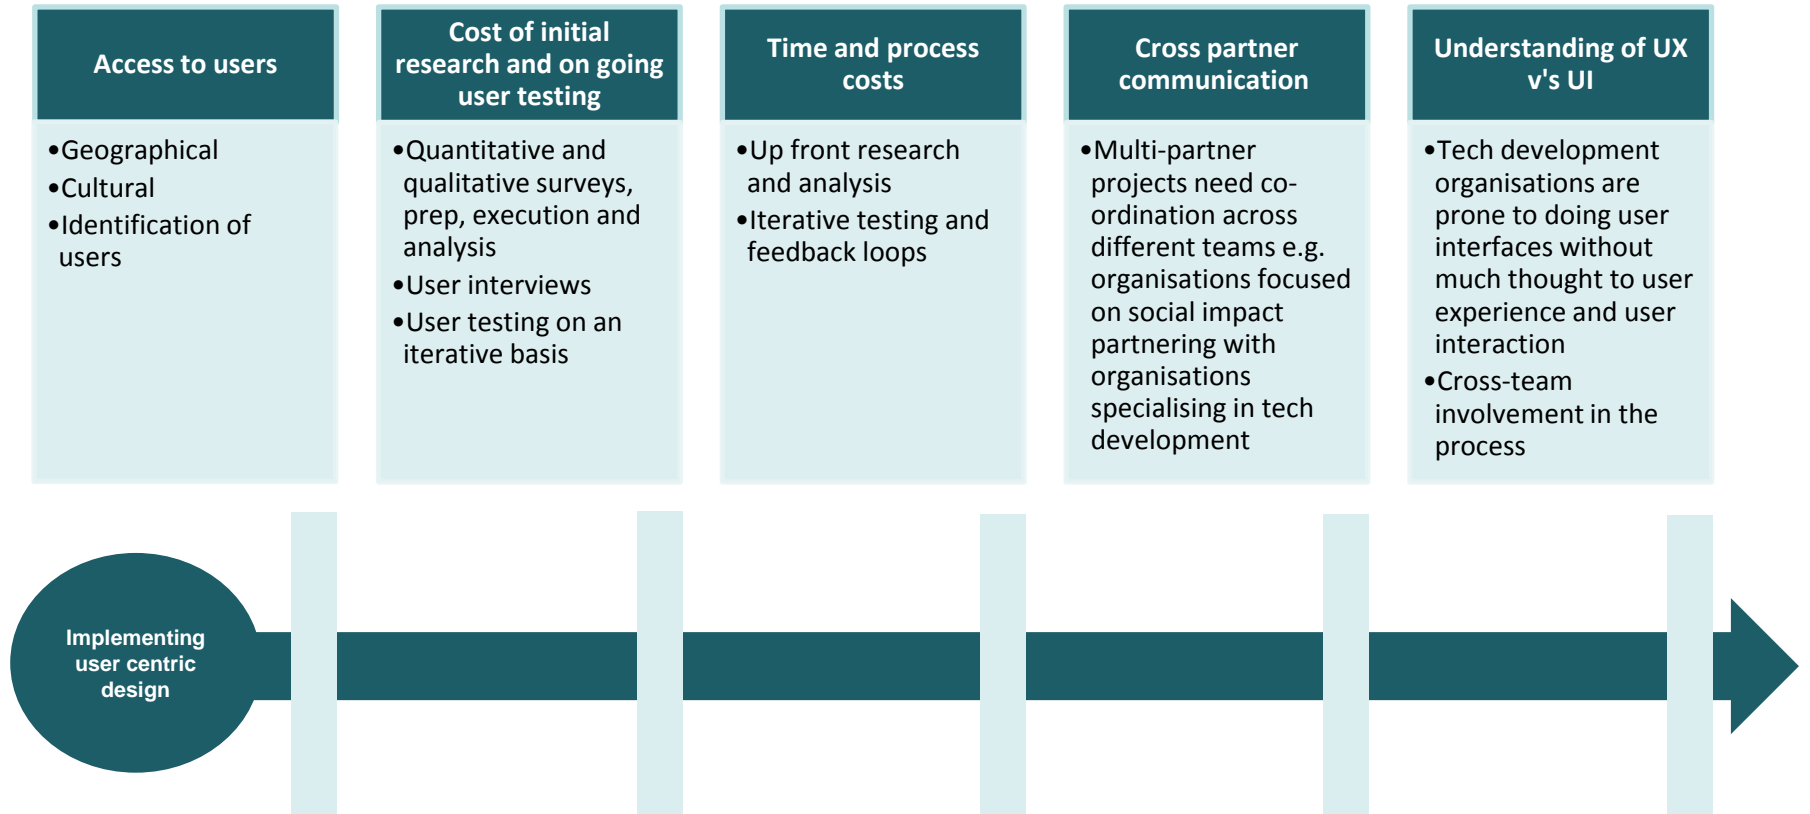 Access to users
•Geographical
•Cultural
•Identification of
users
Cost of initial
research and on going
user testing
•Quantitative and
qualitative surveys,
prep, execution and
analysis
•User interviews
•User testing on an
iterative basis
Time and process
costs
•Up front research
and analysis
•Iterative testing and
feedback loops
Cross partner
communication
•Multi-partner
projects need co-
ordination across
different teams e.g.
organisations focused
on social impact
partnering with
organisations
specialising in tech
development
Understanding of UX
v's UI
•Tech development
organisations are
prone to doing user
interfaces without
much thought to user
experience and user
interaction
•Cross-team
involvement in the
process
Implementing
user centric
design